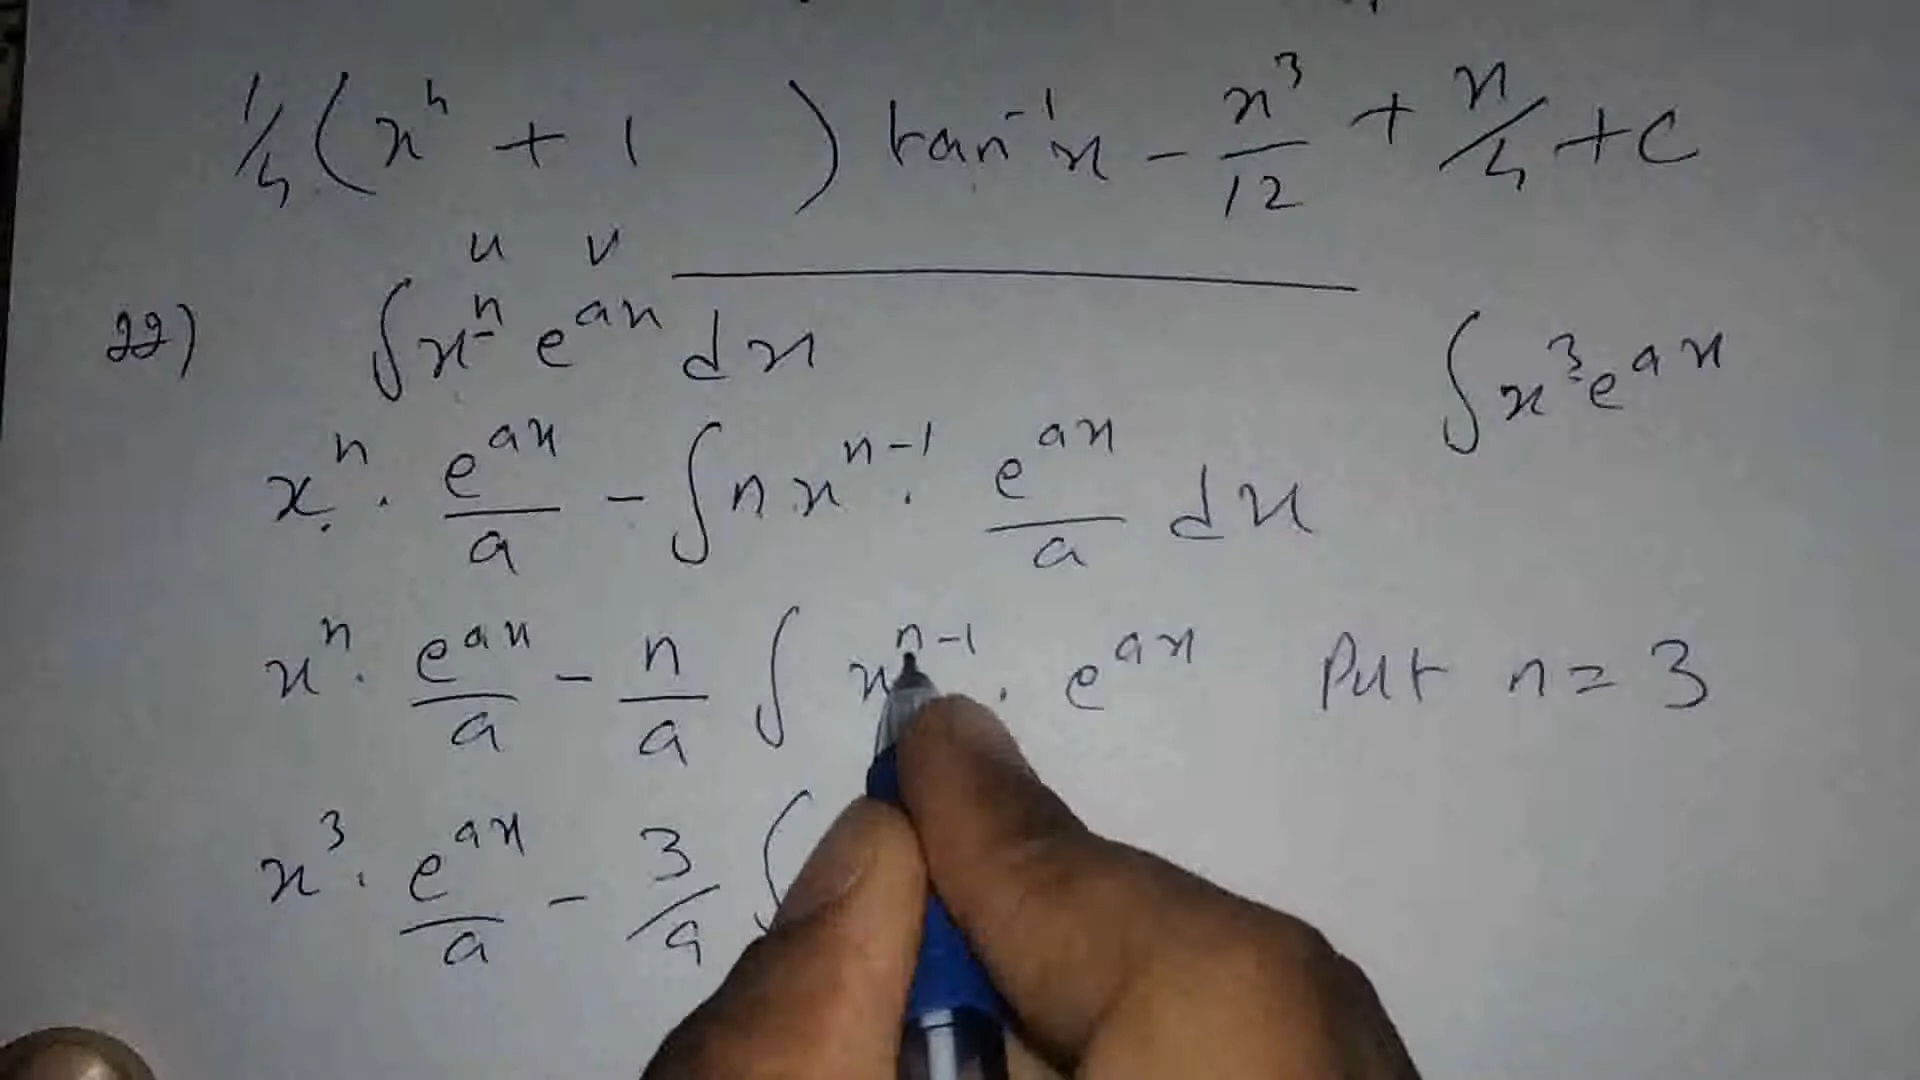 1/4 (x⁴ + 1 ) tan⁻¹x - x³/12 + x/4 + c
u v
22) ∫xⁿ eᵃˣ dx ∫x³eᵃˣ
xⁿ · eᵃˣ/a - ∫nxⁿ⁻¹ · eᵃˣ/a dx
xⁿ · eᵃˣ/a - n/a ∫ xⁿ⁻¹ · eᵃˣ Put n = 3
x³ · eᵃˣ/a - 3/a ∫